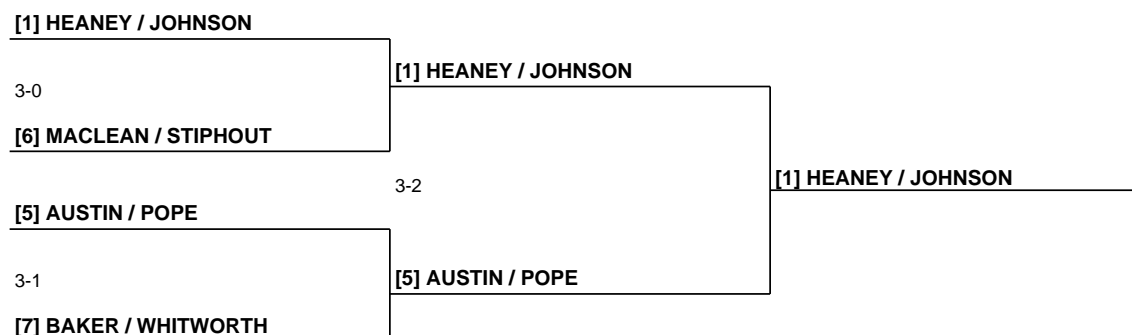 [1] HEANEY / JOHNSON
3-0
[6] MACLEAN / STIPHOUT
[1] HEANEY / JOHNSON
3-2
[1] HEANEY / JOHNSON
[5] AUSTIN / POPE
3-1
[7] BAKER / WHITWORTH
[5] AUSTIN / POPE